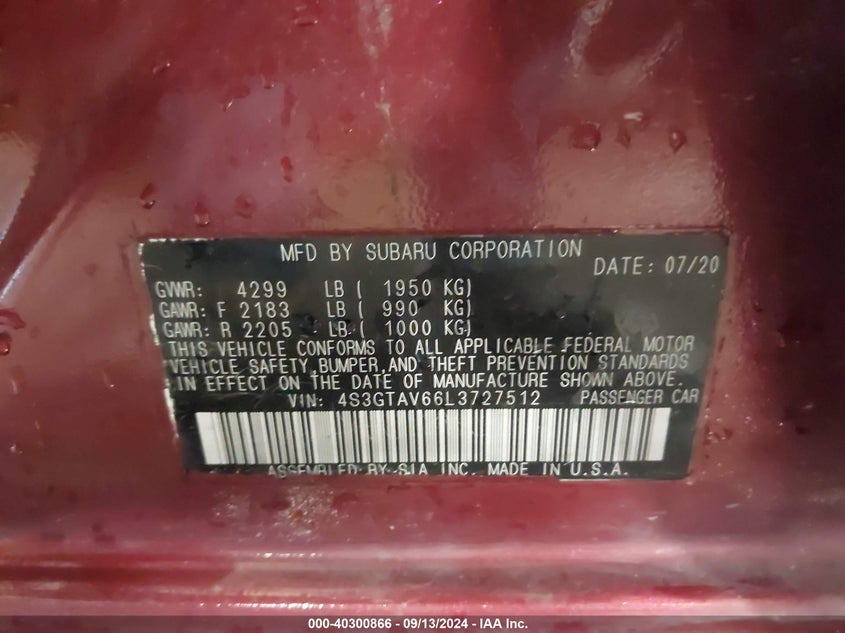 MFD BY SUBARU CORPORATION
DATE: 07/20
GVWR: 4299 LB ( 1950 KG)
GAWR: F 2183 LB ( 990 KG)
GAWR: R 2205 LB ( 1000 KG)
THIS VEHICLE CONFORMS TO ALL APPLICABLE FEDERAL MOTOR
VEHICLE SAFETY, BUMPER, AND THEFT PREVENTION STANDARDS
IN EFFECT ON THE DATE OF MANUFACTURE SHOWN ABOVE.
VIN: 4S3GTAV66L3727512 PASSENGER CAR
ASSEMBLED BY SIA INC. MADE IN U.S.A.
000-40300866 - 09/13/2024 - IAA Inc.